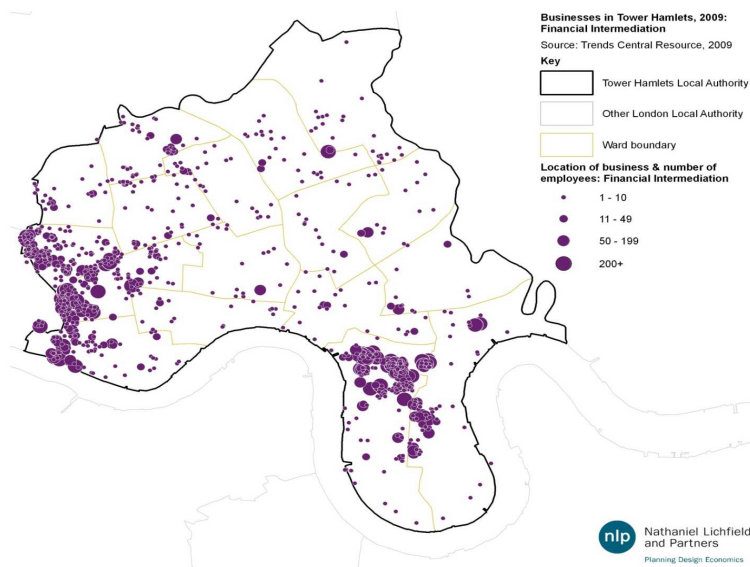 Businesses in Tower Hamlets, 2009:
Financial Intermediation
Source: Trends Central Resource, 2009
Key
Tower Hamlets Local Authority
Other London Local Authority
Ward boundary
Location of business & number of
employees: Financial Intermediation
1 - 10
11 - 49
50 - 199
200+
nlp
Nathaniel Lichfield
and Partners
Planning Design Economics